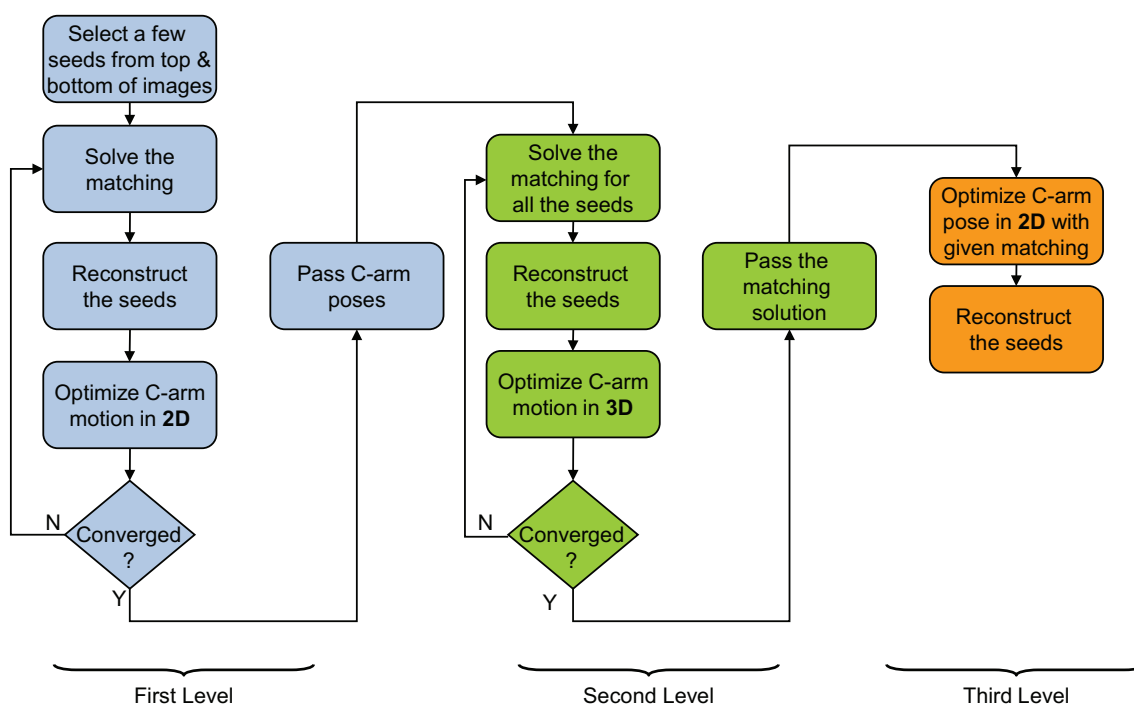 Select a few
seeds from top &
bottom of images
Solve the
matching
Reconstruct
the seeds
Optimize C-arm
motion in 2D
Converged
?
N
Y
Pass C-arm
poses
Solve the
matching for
all the seeds
Reconstruct
the seeds
Optimize C-arm
motion in 3D
Converged
?
N
Y
Pass the
matching
solution
Optimize C-arm
pose in 2D with
given matching
Reconstruct
the seeds
First Level
Second Level
Third Level